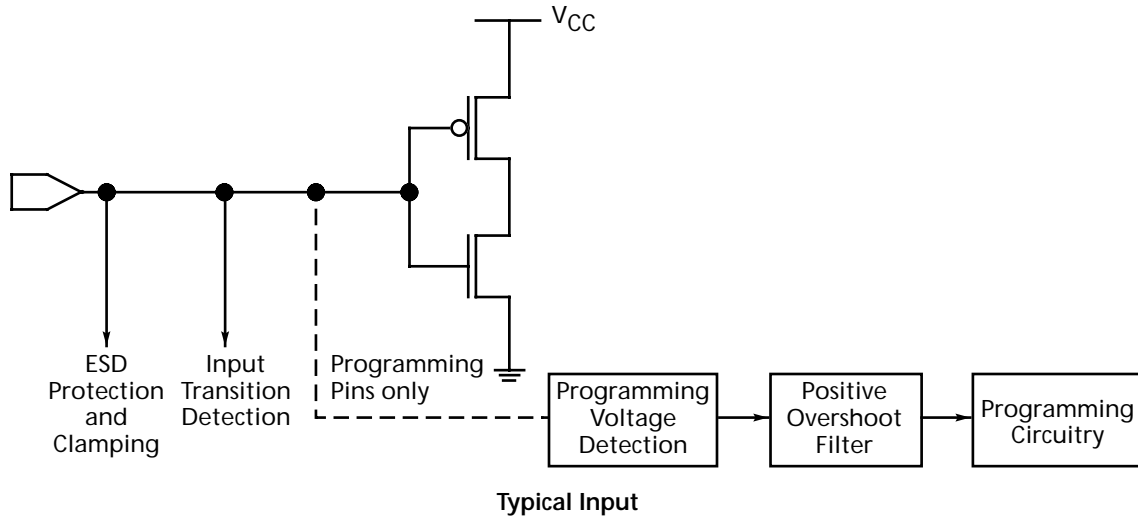 VCC
ESD
Protection
and
Clamping
Input
Transition
Detection
Programming
Pins only
Programming
Voltage
Detection
Positive
Overshoot
Filter
Programming
Circuitry
Typical Input